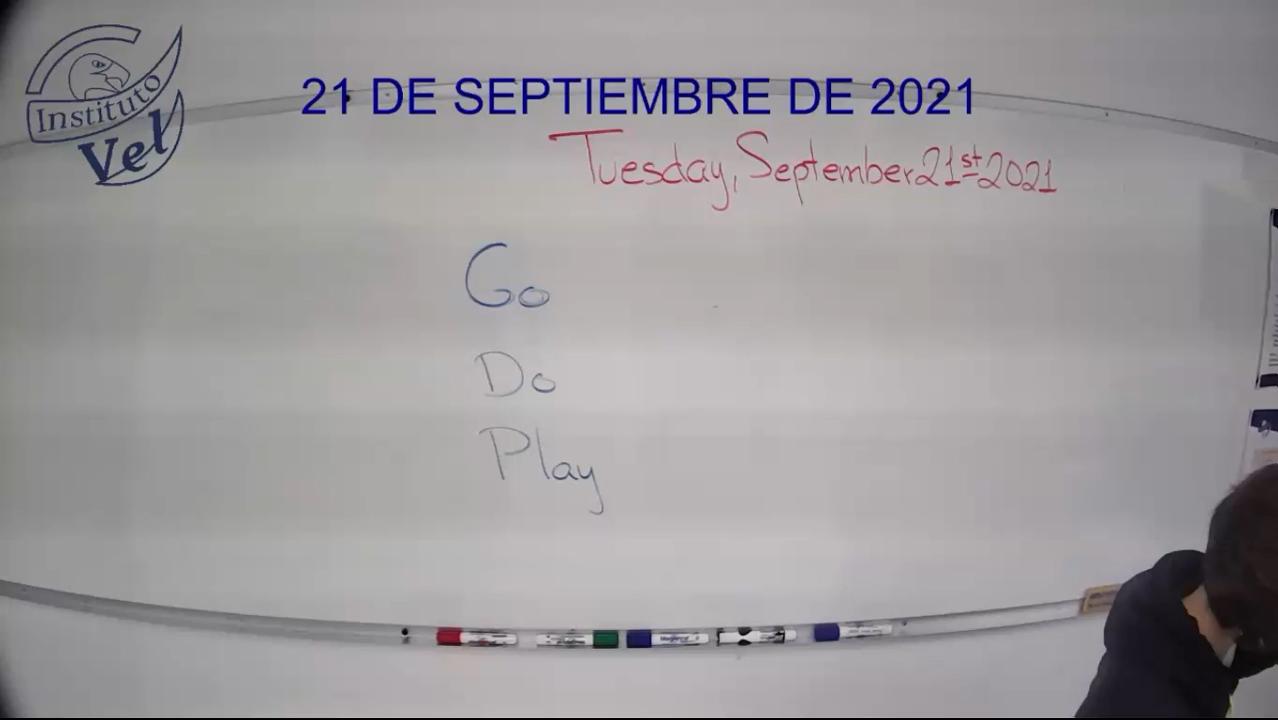 Instituto
Vel
21 DE SEPTIEMBRE DE 2021
Tuesday, September 21st 2021
Go
Do
Play